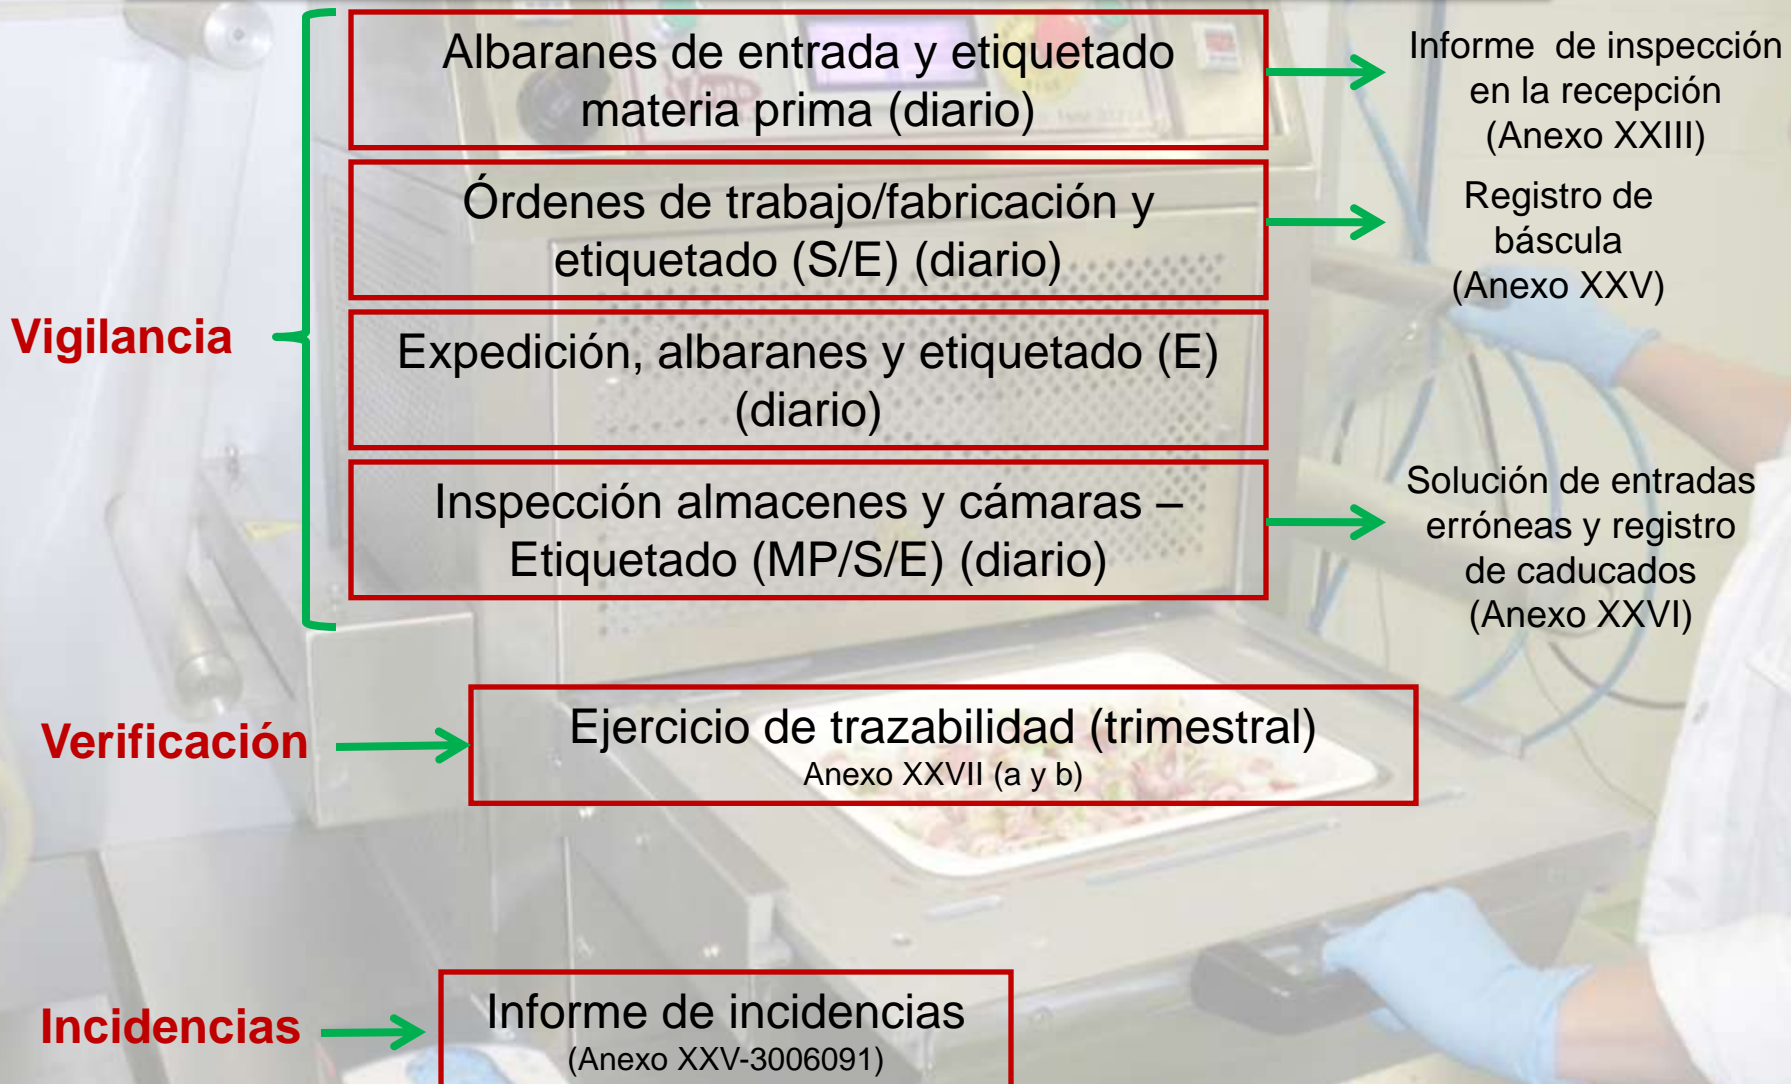 Vigilancia
Albaranes de entrada y etiquetado
materia prima (diario)
Informe de inspección
en la recepción
(Anexo XXIII)
Órdenes de trabajo/fabricación y
etiquetado (S/E) (diario)
Registro de
báscula
(Anexo XXV)
Expedición, albaranes y etiquetado (E)
(diario)
Inspección almacenes y cámaras –
Etiquetado (MP/S/E) (diario)
Solución de entradas
erróneas y registro
de caducados
(Anexo XXVI)
Verificación
Ejercicio de trazabilidad (trimestral)
Anexo XXVII (a y b)
Incidencias
Informe de incidencias
(Anexo XXV-3006091)